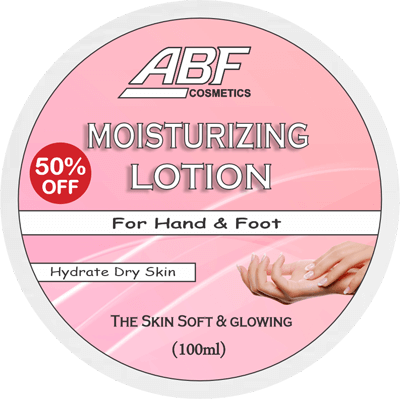 ABF
COSMETICS
MOISTURIZING
LOTION
50%
OFF
For Hand & Foot
Hydrate Dry Skin
THE SKIN SOFT & GLOWING
(100ml)